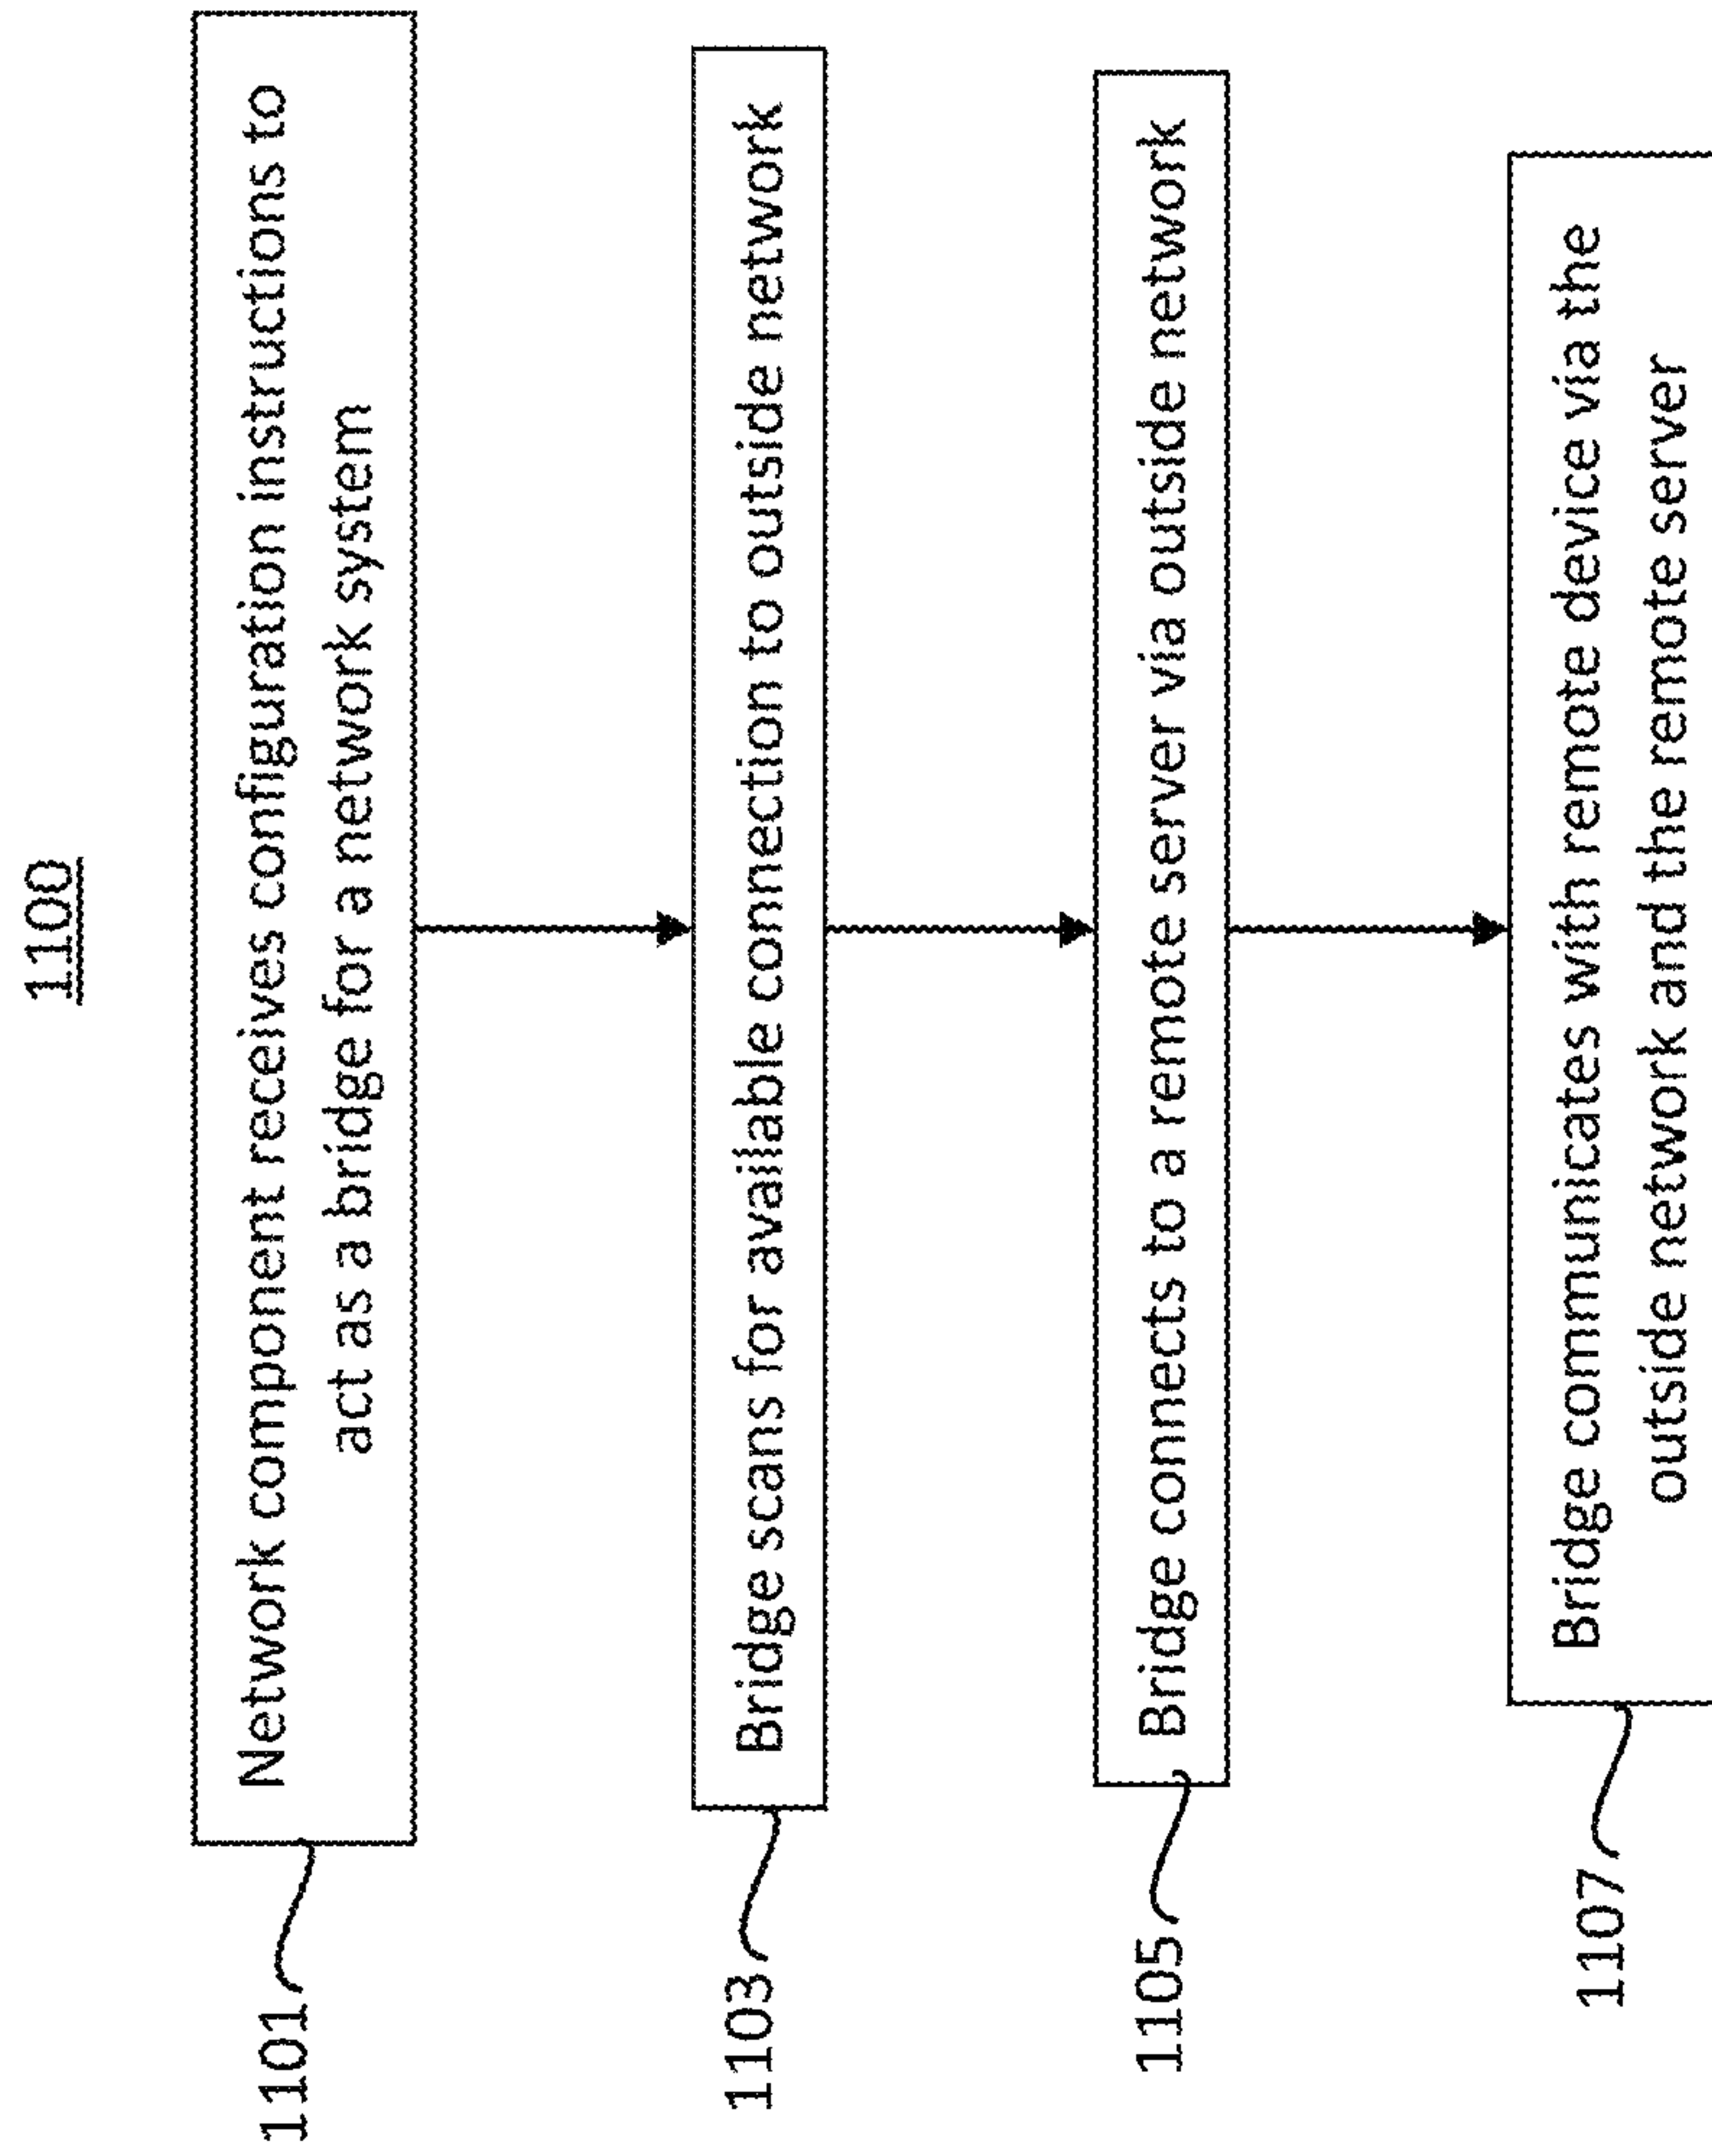 1100
1101
Network component receives configuration instructions to
act as a bridge for a network system
1103
Bridge scans for available connection to outside network
1105
Bridge connects to a remote server via outside network
1107
Bridge communicates with remote device via the
outside network and the remote server